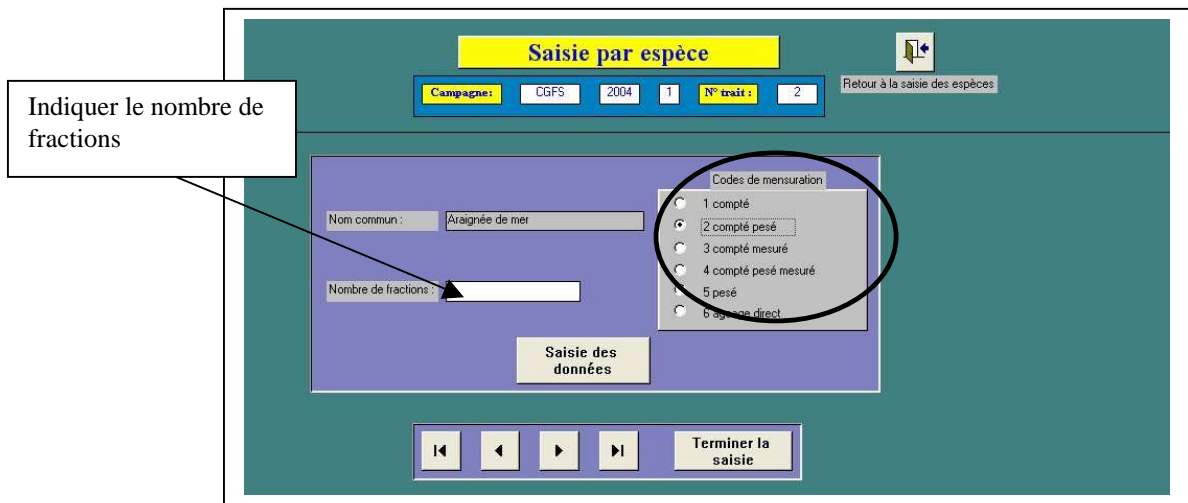 Saisie par espèce
Campagne: CGFS 2004 1 N° trait : 2
Retour à la saisie des espèces
Indiquer le nombre de
fractions
Codes de mensuration
1 compté
Nom commun : Araignée de mer
2 compté pesé
3 compté mesuré
4 compté pesé mesuré
Nombre de fractions :
5 pesé
6 ageage direct
Saisie des
données
Terminer la
saisie